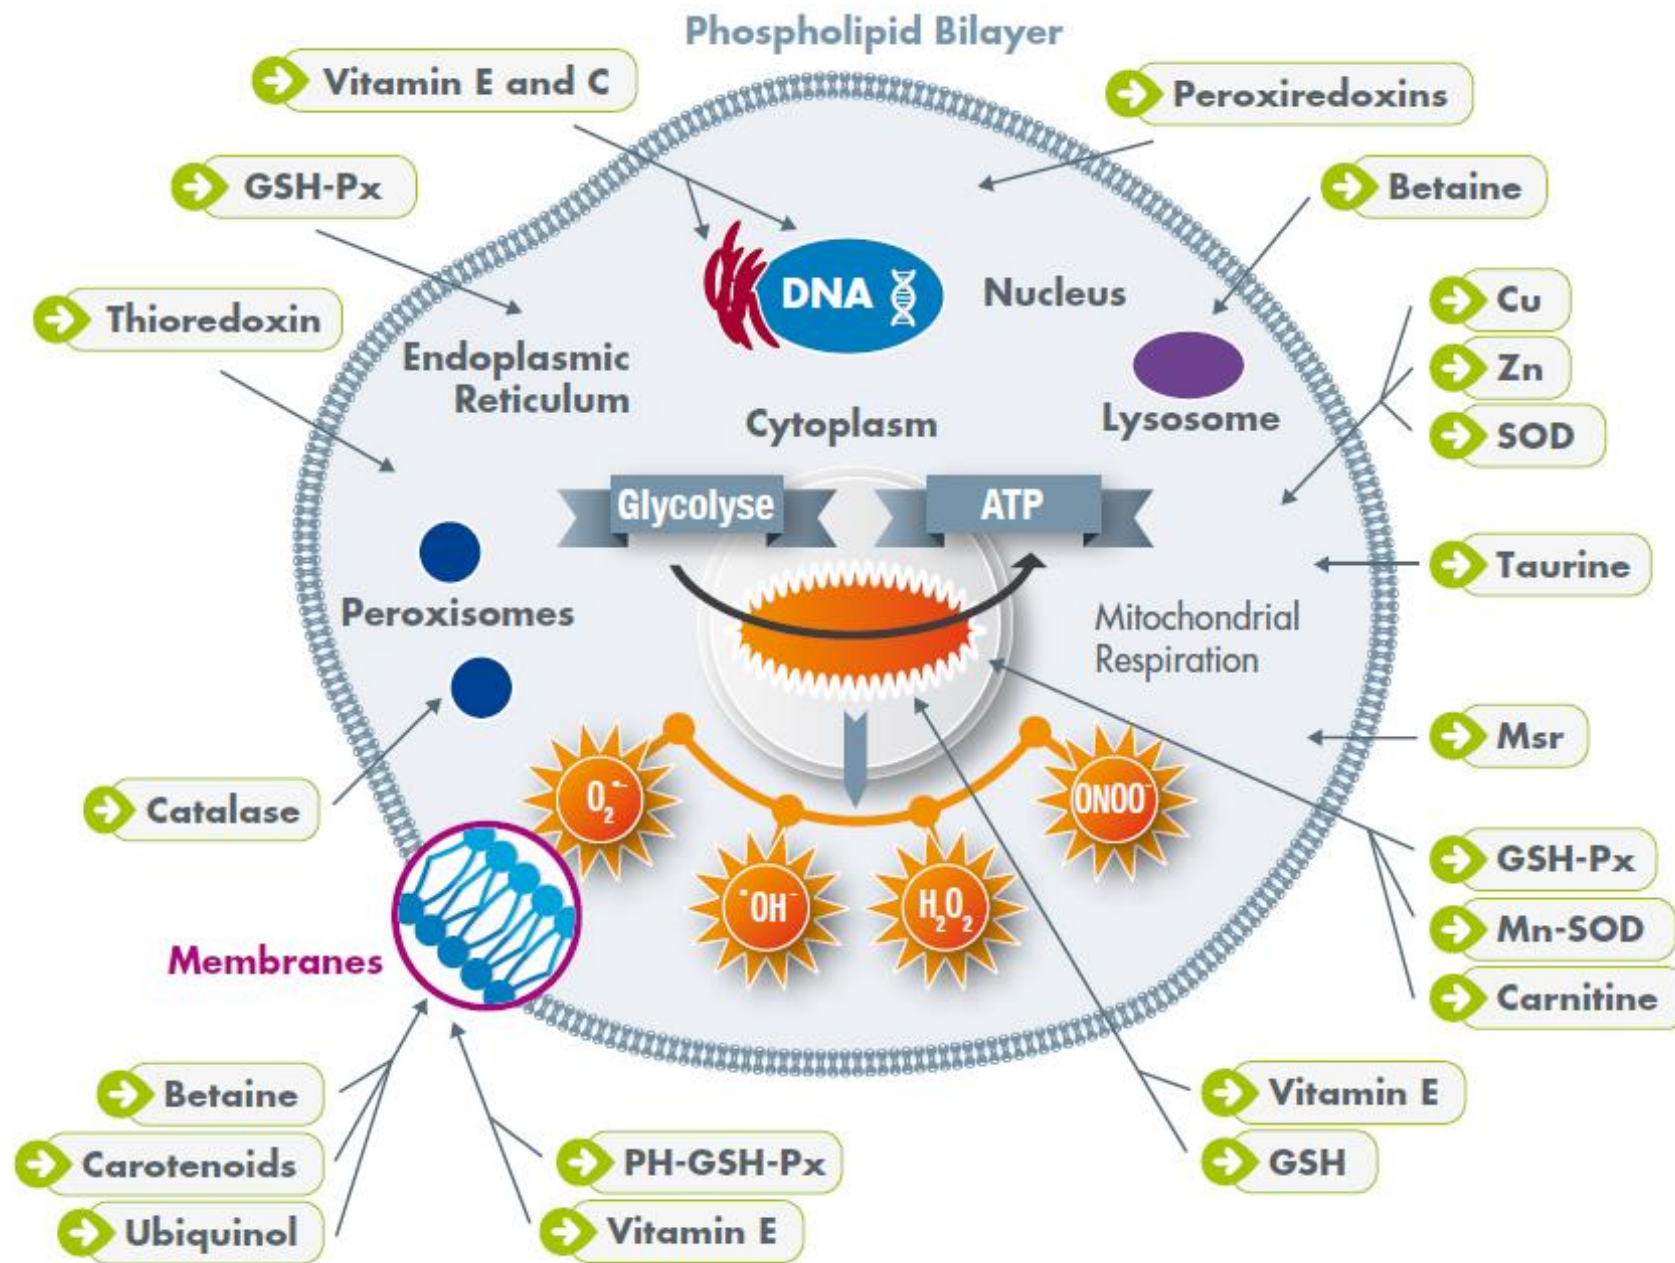 Phospholipid Bilayer
Vitamin E and C
Peroxiredoxins
GSH-Px
Betaine
Thioredoxin
DNA
Nucleus
Cu
Endoplasmic
Reticulum
Zn
Cytoplasm
Lysosome
SOD
Glycolyse
ATP
Taurine
Peroxisomes
Mitochondrial
Respiration
Msr
Catalase
O₂•⁻
ONOO⁻
•OH⁻
H₂O₂
GSH-Px
Mn-SOD
Membranes
Carnitine
Betaine
Vitamin E
Carotenoids
PH-GSH-Px
GSH
Ubiquinol
Vitamin E